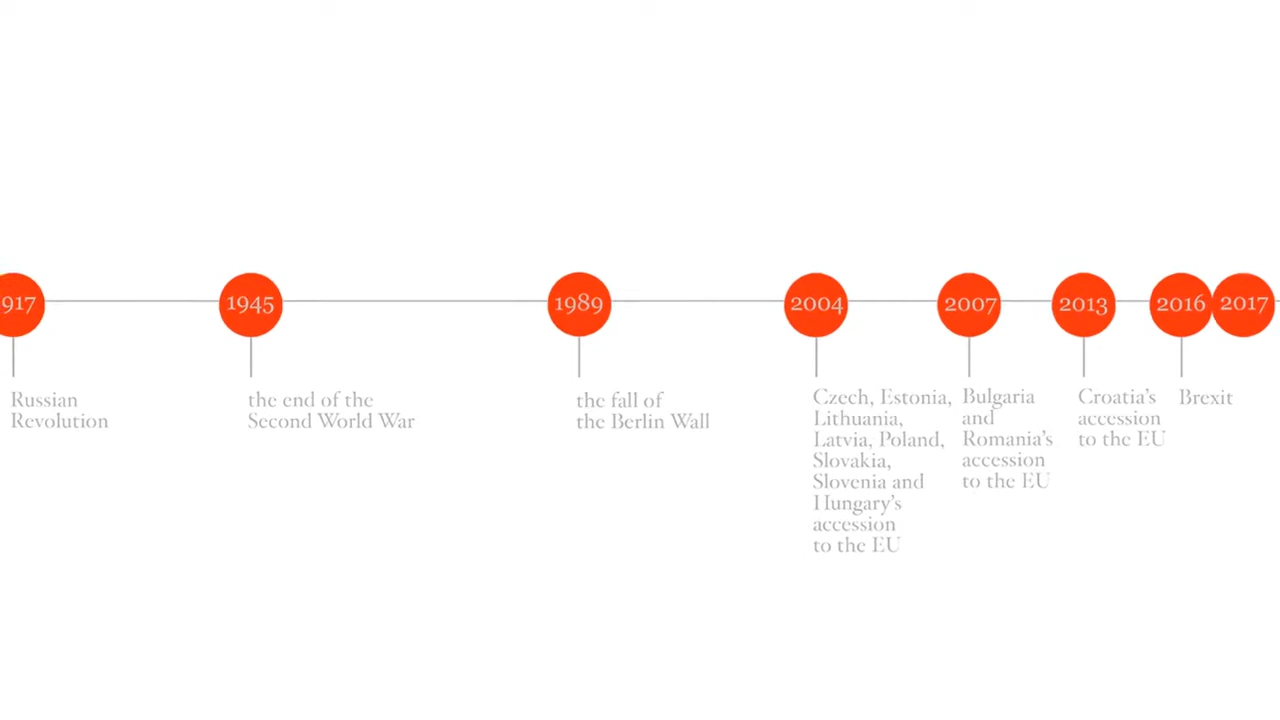 917
1945
1989
2004
2007
2013
2016
2017
Russian
Revolution
the end of the
Second World War
the fall of
the Berlin Wall
Czech, Estonia,
Lithuania,
Latvia, Poland,
Slovakia,
Slovenia and
Hungary's
accession
to the EU
Bulgaria
and
Romania's
accession
to the EU
Croatia's
accession
to the EU
Brexit